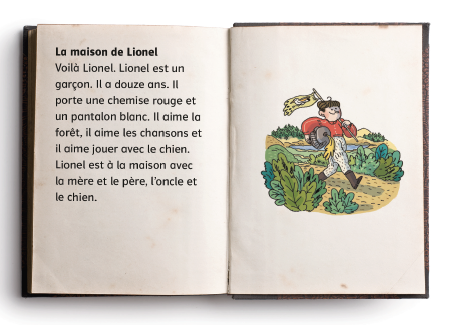 La maison de Lionel
Voilà Lionel. Lionel est un
garçon. Il a douze ans. Il
porte une chemise rouge et
un pantalon blanc. Il aime la
forêt, il aime les chansons et
il aime jouer avec le chien.
Lionel est à la maison avec
la mère et le père, l'oncle et
le chien.